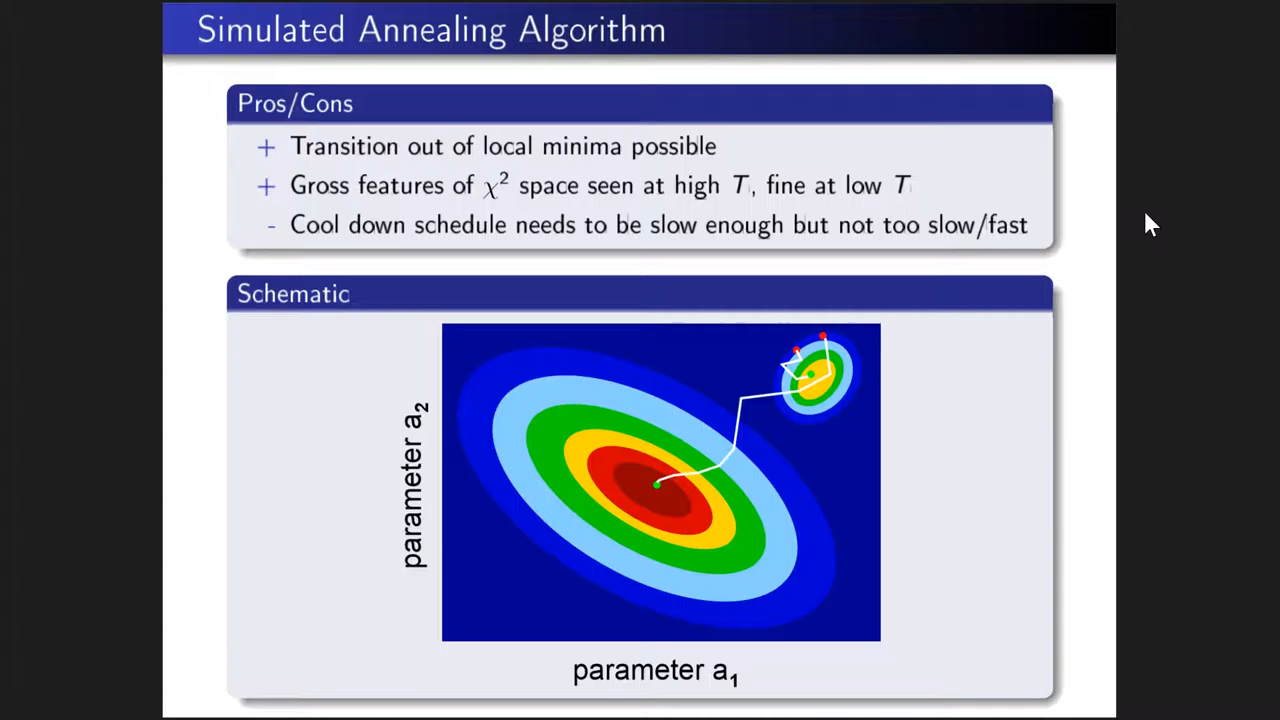 Simulated Annealing Algorithm
Pros/Cons
+ Transition out of local minima possible
+ Gross features of χ² space seen at high T, fine at low T
- Cool down schedule needs to be slow enough but not too slow/fast
Schematic
parameter a₂
parameter a₁